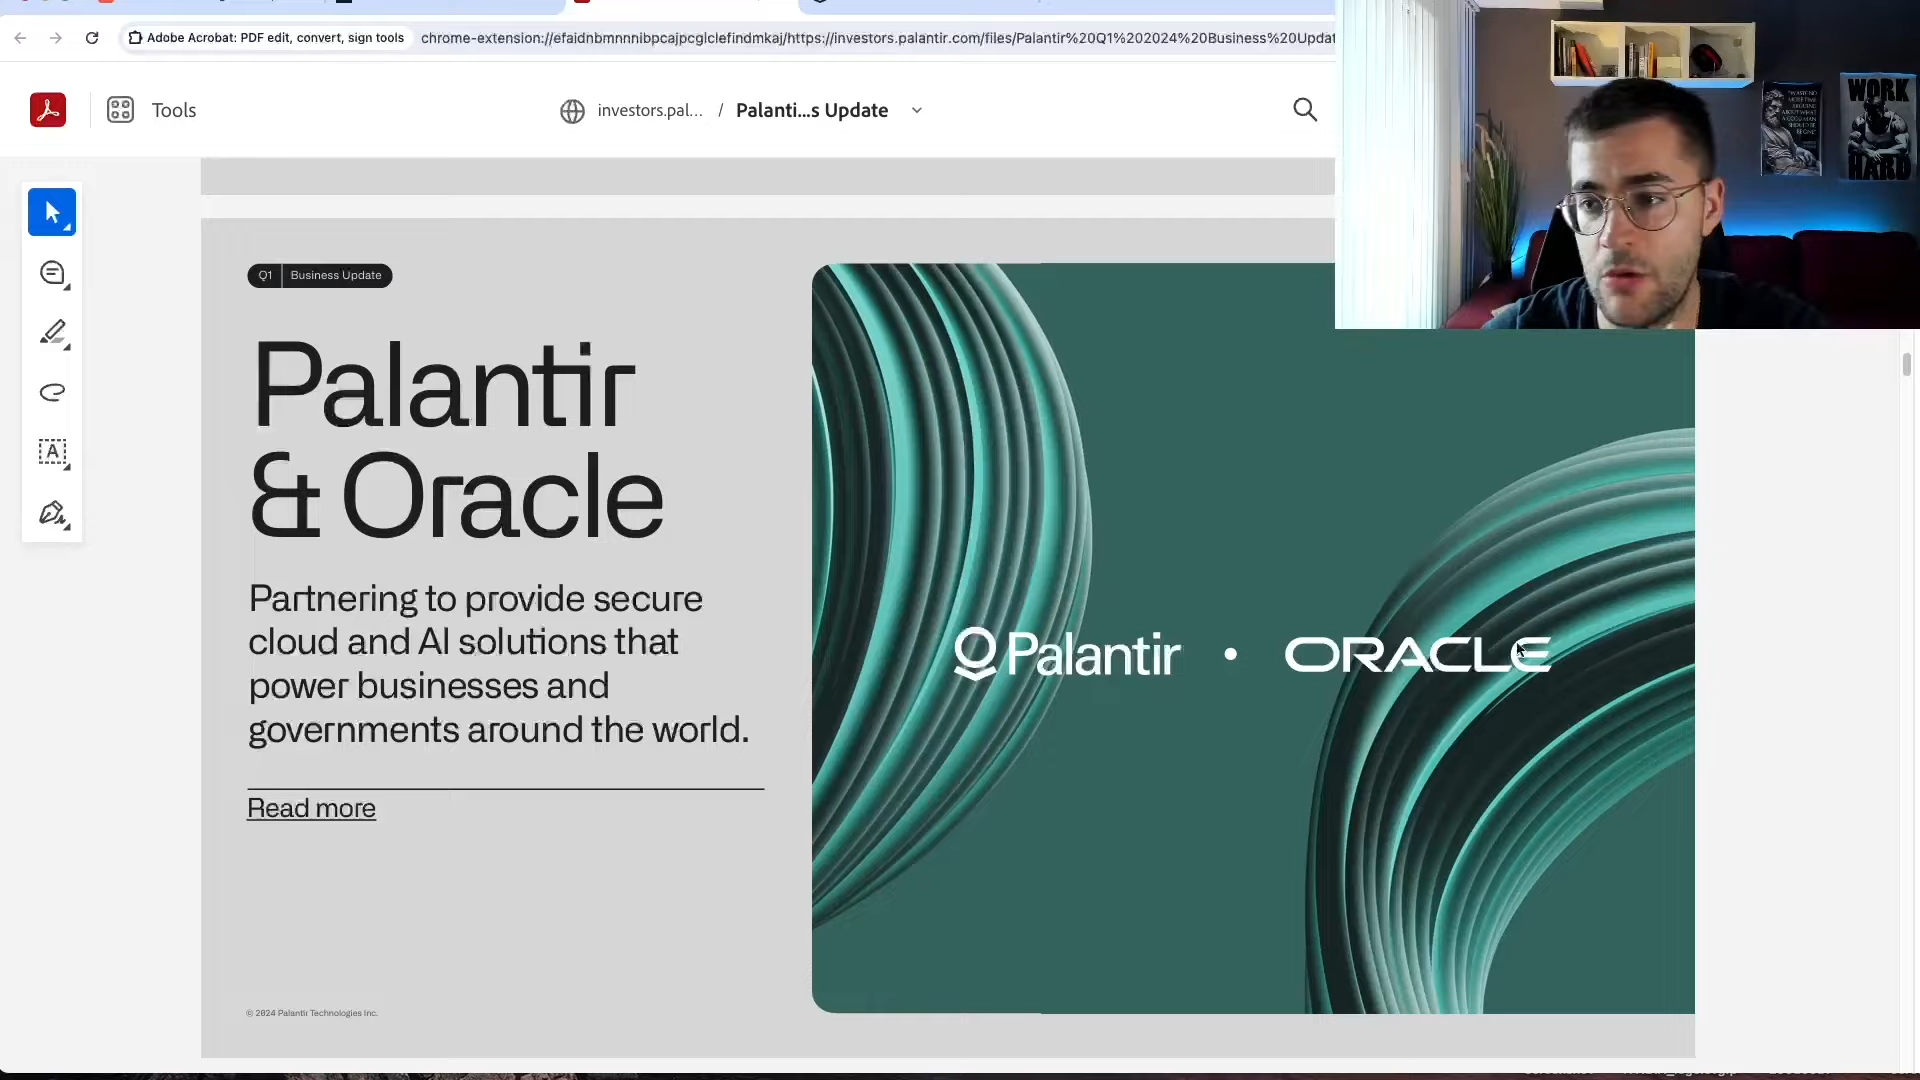 Adobe Acrobat: PDF edit, convert, sign tools
chrome-extension://efaidnbmnnnibpcajpcglclefindmkaj/https://investors.palantir.com/files/Palantir%20Q1%202024%20Business%20Updat
Tools
investors.pal... / Palanti...s Update
WORK
HARD
Q1 | Business Update
Palantir
& Oracle
Partnering to provide secure
cloud and AI solutions that
power businesses and
governments around the world.
Read more
Palantir • ORACLE
© 2024 Palantir Technologies Inc.